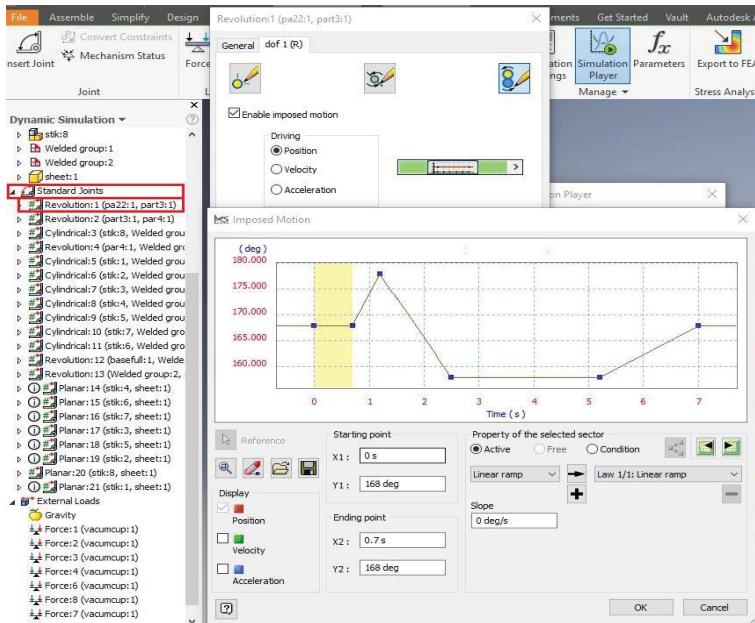 File Assemble Simplify Design
Revolution:1 (pa22:1, part3:1)
ments Get Started Vault Autodesk A
nsert Joint
Convert Constraints
Mechanism Status
Force
Joint
General dof 1 (R)
ation
ngs
Simulation
Player
Parameters
Export to FEA
Manage
Stress Analys
Enable imposed motion
Driving
Position
Velocity
Acceleration
on Player
Dynamic Simulation
stik:8
Welded group:1
Welded group:2
sheet:1
Standard Joints
Revolution:1 (pa22:1, part3:1)
Revolution:2 (part3:1, par4:1)
Cylindrical:3 (stik:8, Welded grou
Revolution:4 (par4:1, Welded gro
Cylindrical:5 (stik:1, Welded grou
Cylindrical:6 (stik:2, Welded grou
Cylindrical:7 (stik:3, Welded grou
Cylindrical:8 (stik:4, Welded grou
Cylindrical:9 (stik:5, Welded grou
Cylindrical:10 (stik:7, Welded gro
Cylindrical:11 (stik:6, Welded gro
Revolution:12 (basefull:1, Welde
Revolution:13 (Welded group:2,
Planar:14 (stik:4, sheet:1)
Planar:15 (stik:6, sheet:1)
Planar:16 (stik:7, sheet:1)
Planar:17 (stik:3, sheet:1)
Planar:18 (stik:5, sheet:1)
Planar:19 (stik:2, sheet:1)
Planar:20 (stik:8, sheet:1)
Planar:21 (stik:1, sheet:1)
External Loads
Gravity
Force:1 (vacumcup:1)
Force:2 (vacumcup:1)
Force:3 (vacumcup:1)
Force:4 (vacumcup:1)
Force:6 (vacumcup:1)
Force:8 (vacumcup:1)
Force:7 (vacumcup:1)
Imposed Motion
(deg)
180.000
175.000
170.000
165.000
160.000
0 1 2 3 4 5 6 7
Time (s)
Reference
Display
Position
Velocity
Acceleration
Starting point
X1: 0 s
Y1: 168 deg
Ending point
X2: 0.7 s
Y2: 168 deg
Property of the selected sector
Active Free Condition
Linear ramp Law 1/1: Linear ramp
Slope
0 deg/s
OK Cancel